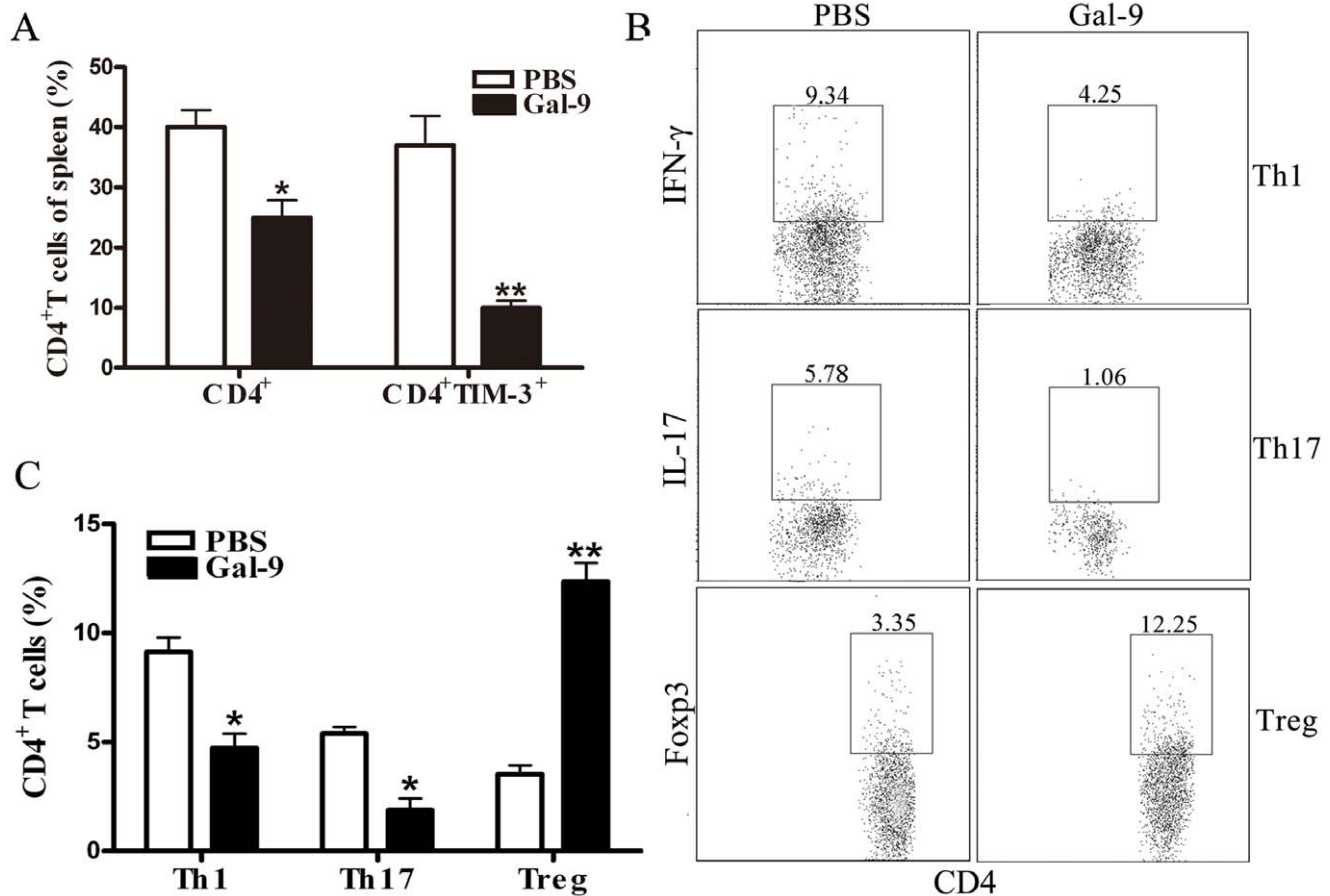 A
CD4⁺T cells of spleen (%)
50
40
30
20
10
0
PBS
Gal-9
*
**
CD4⁺
CD4⁺TIM-3⁺
B
PBS
Gal-9
IFN-γ
9.34
4.25
Th1
IL-17
5.78
1.06
Th17
Foxp3
3.35
12.25
Treg
CD4
C
CD4⁺ T cells (%)
15
10
5
0
PBS
Gal-9
*
*
**
Th1
Th17
Treg